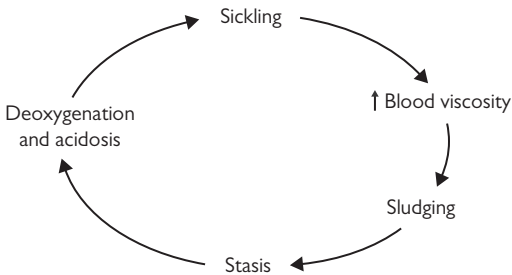 Sickling
↑ Blood viscosity
Sludging
Stasis
Deoxygenation
and acidosis